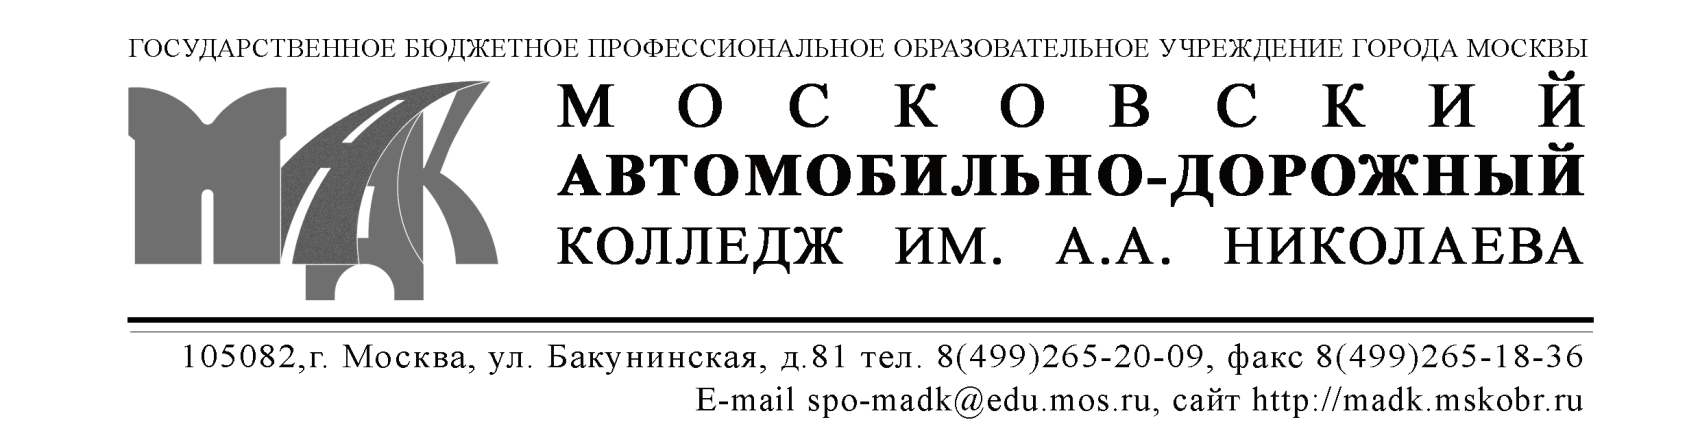 ГОСУДАРСТВЕННОЕ БЮДЖЕТНОЕ ПРОФЕССИОНАЛЬНОЕ ОБРАЗОВАТЕЛЬНОЕ УЧРЕЖДЕНИЕ ГОРОДА МОСКВЫ
МАДК
МОСКОВСКИЙ
АВТОМОБИЛЬНО-ДОРОЖНЫЙ
КОЛЛЕДЖ ИМ. А.А. НИКОЛАЕВА
105082,г. Москва, ул. Бакунинская, д.81 тел. 8(499)265-20-09, факс 8(499)265-18-36
E-mail spo-madk@edu.mos.ru, сайт http://madk.mskobr.ru